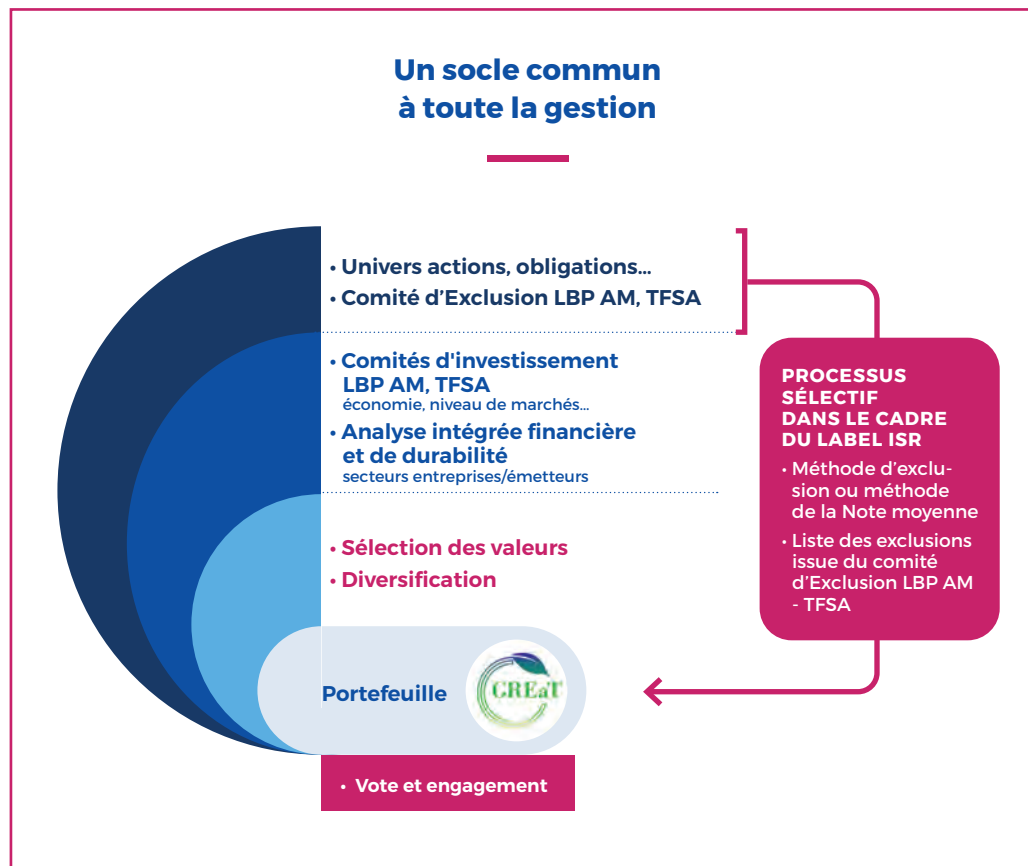 Un socle commun
à toute la gestion
• Univers actions, obligations...
• Comité d'Exclusion LBP AM, TFSA
• Comités d'investissement
LBP AM, TFSA
économie, niveau de marchés...
• Analyse intégrée financière
et de durabilité
secteurs entreprises/émetteurs
• Sélection des valeurs
• Diversification
Portefeuille
CREaT
• Vote et engagement
PROCESSUS
SÉLECTIF
DANS LE CADRE
DU LABEL ISR
• Méthode d'exclu-
sion ou méthode
de la Note moyenne
• Liste des exclusions
issue du comité
d'Exclusion LBP AM
- TFSA